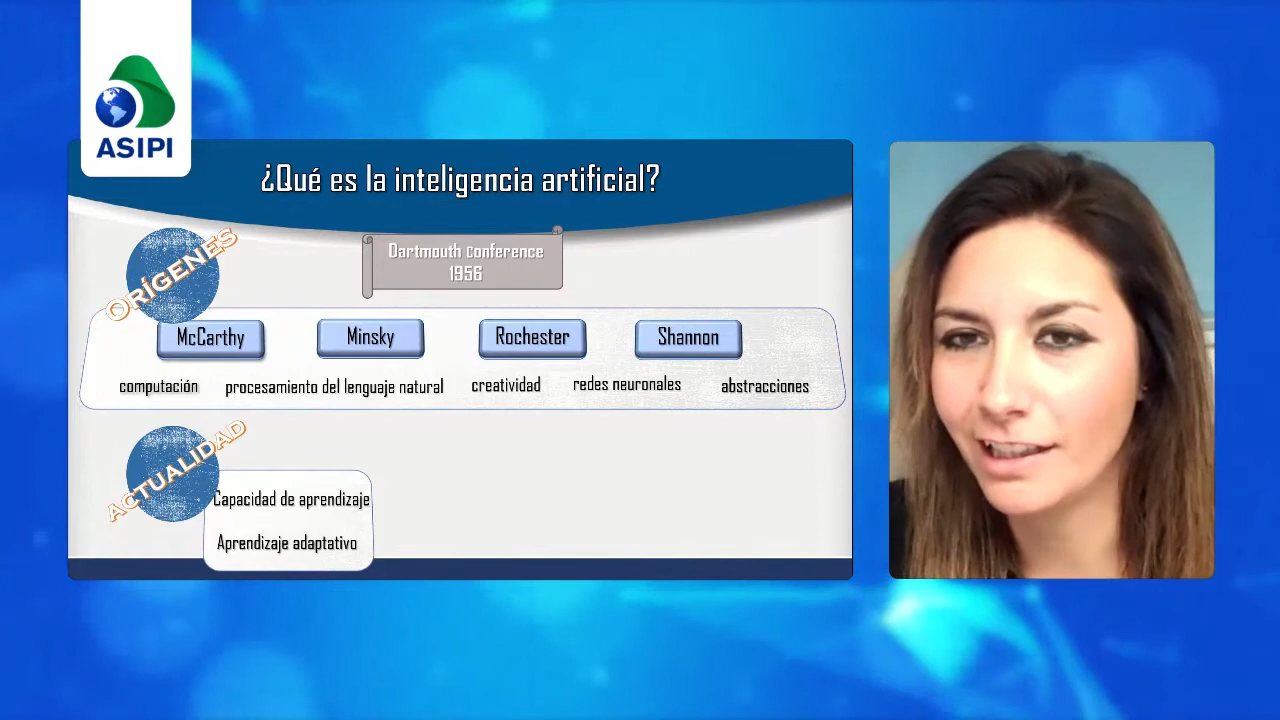 ASIPI
¿Qué es la inteligencia artificial?
ORÍGENES
Dartmouth Conference
1956
McCarthy
Minsky
Rochester
Shannon
computación
procesamiento del lenguaje natural
creatividad
redes neuronales
abstracciones
ACTUALIDAD
Capacidad de aprendizaje
Aprendizaje adaptativo